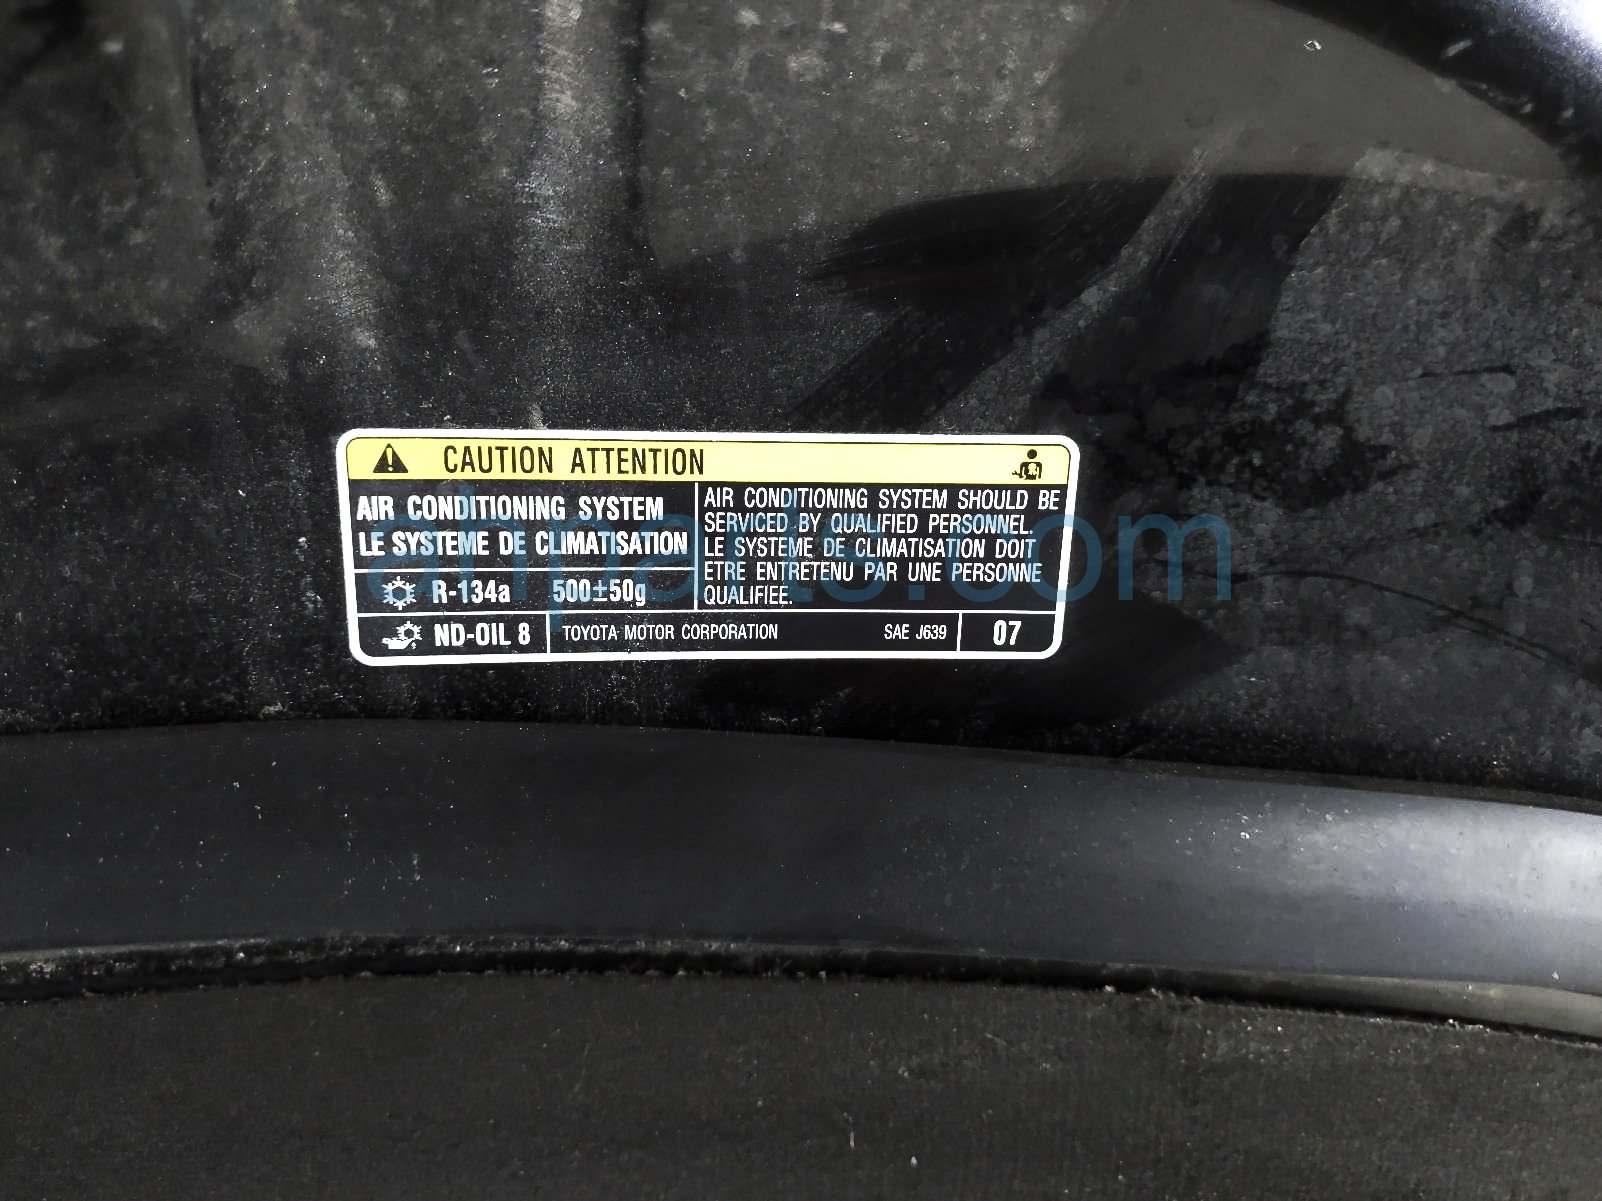 CAUTION ATTENTION
AIR CONDITIONING SYSTEM
LE SYSTEME DE CLIMATISATION
R-134a 500±50g
AIR CONDITIONING SYSTEM SHOULD BE
SERVICED BY QUALIFIED PERSONNEL.
LE SYSTEME DE CLIMATISATION DOIT
ETRE ENTRETENU PAR UNE PERSONNE
QUALIFIEE.
ND-OIL 8 TOYOTA MOTOR CORPORATION SAE J639 07
ahparts.com